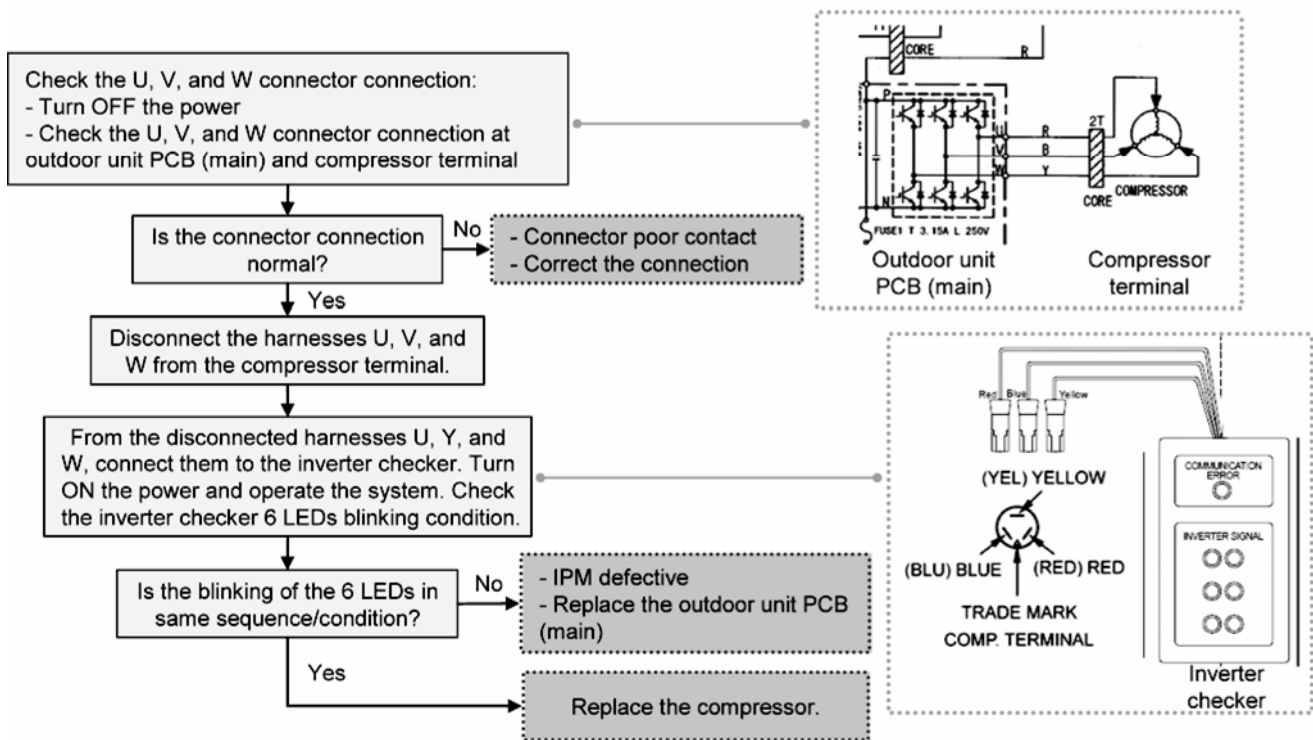 Check the U, V, and W connector connection:
- Turn OFF the power
- Check the U, V, and W connector connection at
outdoor unit PCB (main) and compressor terminal
Is the connector connection
normal?
No
- Connector poor contact
- Correct the connection
Yes
Disconnect the harnesses U, V, and
W from the compressor terminal.
From the disconnected harnesses U, Y, and
W, connect them to the inverter checker. Turn
ON the power and operate the system. Check
the inverter checker 6 LEDs blinking condition.
Is the blinking of the 6 LEDs in
same sequence/condition?
No
- IPM defective
- Replace the outdoor unit PCB
(main)
Yes
Replace the compressor.
CORE
R
P
U
R
2T
V
B
W
Y
N
CORE
COMPRESSOR
FUSE1 T 3.15A L 250V
Outdoor unit
PCB (main)
Compressor
terminal
Red
Blue
Yellow
(YEL) YELLOW
(BLU) BLUE
(RED) RED
TRADE MARK
COMP. TERMINAL
COMMUNICATION
ERROR
INVERTER SIGNAL
Inverter
checker